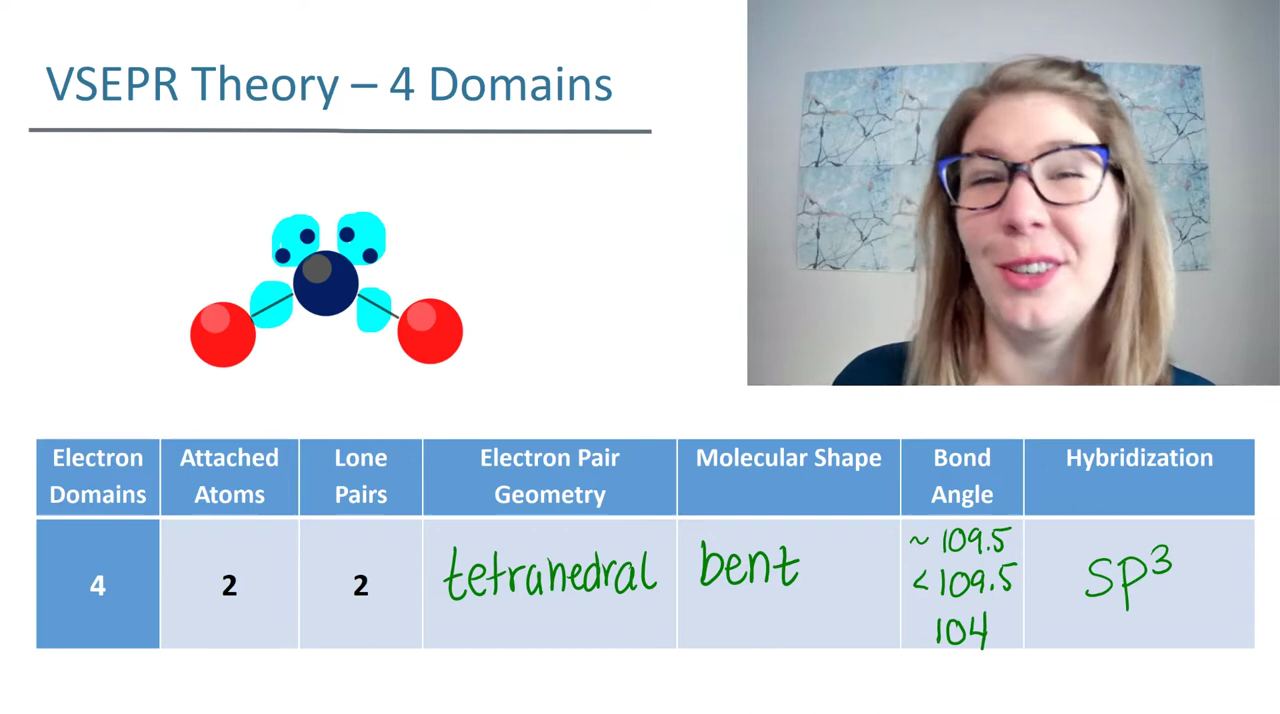 VSEPR Theory – 4 Domains
Electron Domains
Attached Atoms
Lone Pairs
Electron Pair Geometry
Molecular Shape
Bond Angle
Hybridization
4
2
2
tetrahedral
bent
~ 109.5
< 109.5
104
sp³